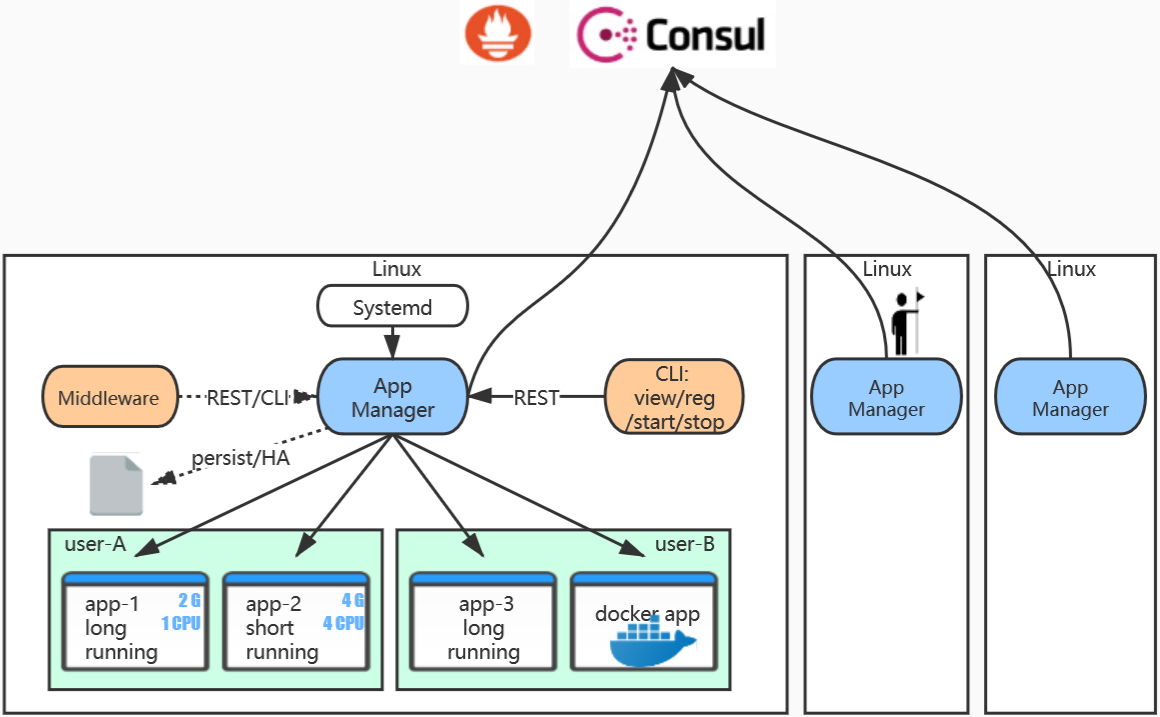 Consul
Linux
Systemd
Middleware
REST/CLI
App
Manager
REST
CLI:
view/reg
/start/stop
persist/HA
user-A
app-1
long
running
2 G
1 CPU
app-2
short
running
4 G
4 CPU
user-B
app-3
long
running
docker app
Linux
App
Manager
Linux
App
Manager